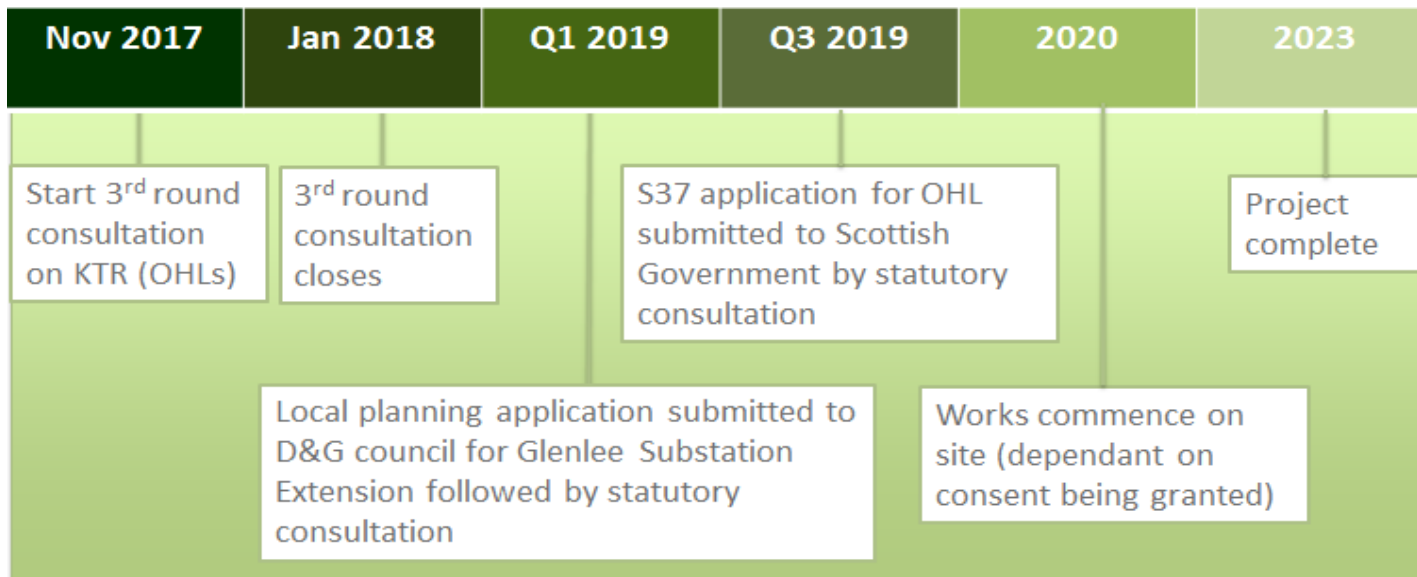 Nov 2017
Jan 2018
Q1 2019
Q3 2019
2020
2023
Start 3rd round
consultation
on KTR (OHLs)
3rd round
consultation
closes
S37 application for OHL
submitted to Scottish
Government by statutory
consultation
Project
complete
Local planning application submitted to
D&G council for Glenlee Substation
Extension followed by statutory
consultation
Works commence on
site (dependant on
consent being granted)